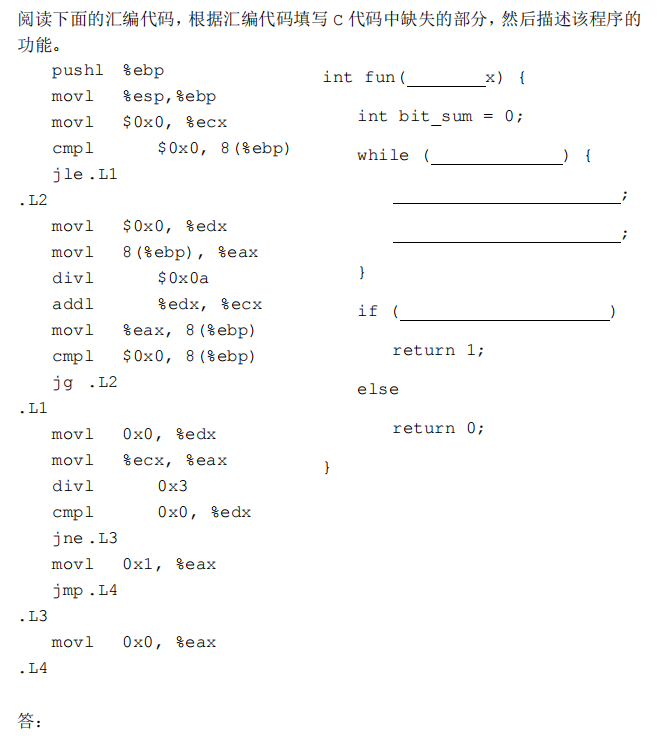 阅读下面的汇编代码，根据汇编代码填写 C 代码中缺失的部分，然后描述该程序的
功能。
pushl %ebp
movl %esp,%ebp
movl $0x0, %ecx
cmpl $0x0, 8(%ebp)
jle .L1
.L2
movl $0x0, %edx
movl 8(%ebp), %eax
divl $0x0a
addl %edx, %ecx
movl %eax, 8(%ebp)
cmpl $0x0, 8(%ebp)
jg .L2
.L1
movl 0x0, %edx
movl %ecx, %eax
divl 0x3
cmpl 0x0, %edx
jne .L3
movl 0x1, %eax
jmp .L4
.L3
movl 0x0, %eax
.L4
int fun(________x) {
int bit_sum = 0;
while (____________) {
____________________;
____________________;
}
if (__________________)
return 1;
else
return 0;
}
答：